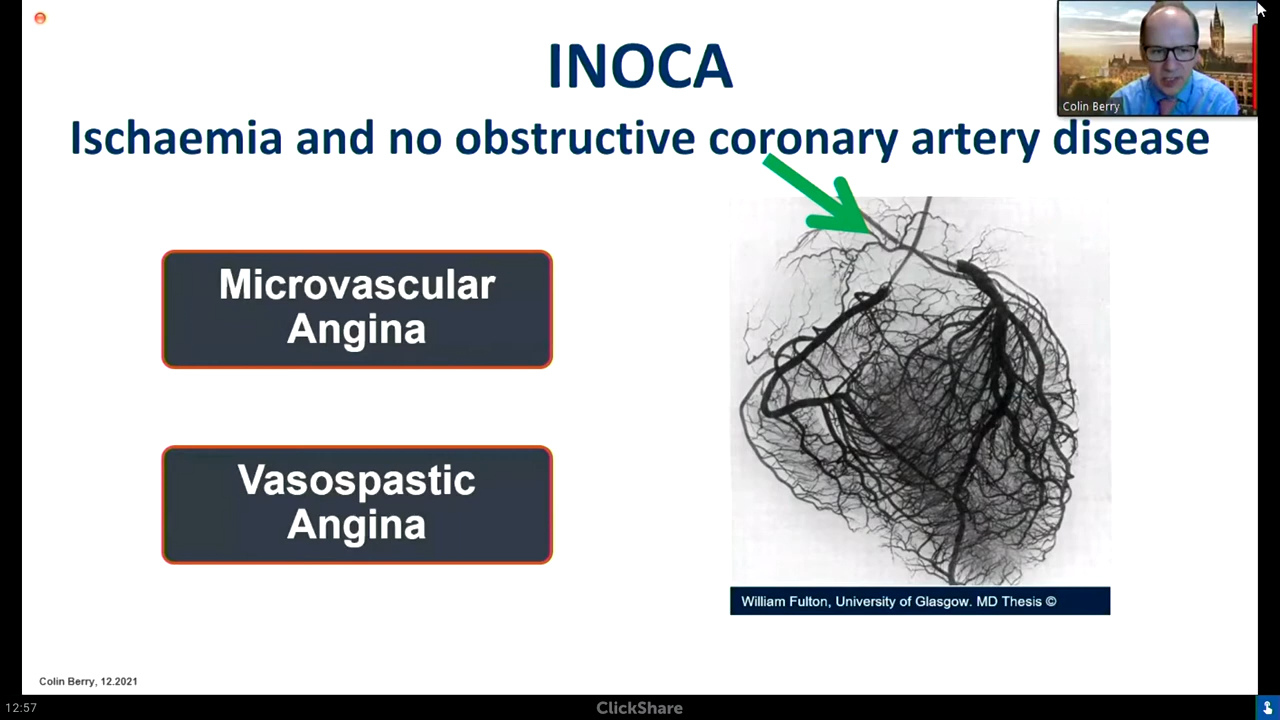 INOCA
Ischaemia and no obstructive coronary artery disease
Colin Berry
Microvascular
Angina
Vasospastic
Angina
William Fulton, University of Glasgow. MD Thesis ©
Colin Berry, 12.2021
12:57
ClickShare